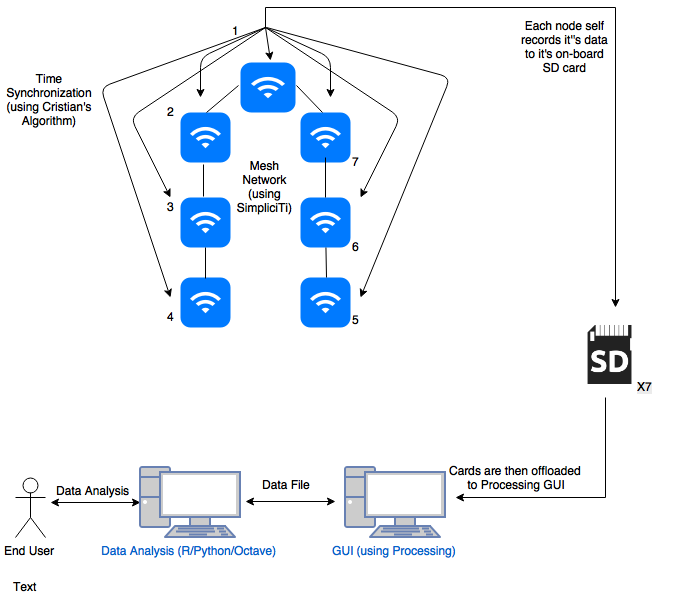 1
Each node self
records it"s data
to it's on-board
SD card
Time
Synchronization
(using Cristian's
Algorithm)
2
7
Mesh
Network
(using
SimpliciTi)
3
6
4
5
SD
X7
Cards are then offloaded
to Processing GUI
Data Analysis
Data File
End User
Data Analysis (R/Python/Octave)
GUI (using Processing)
Text